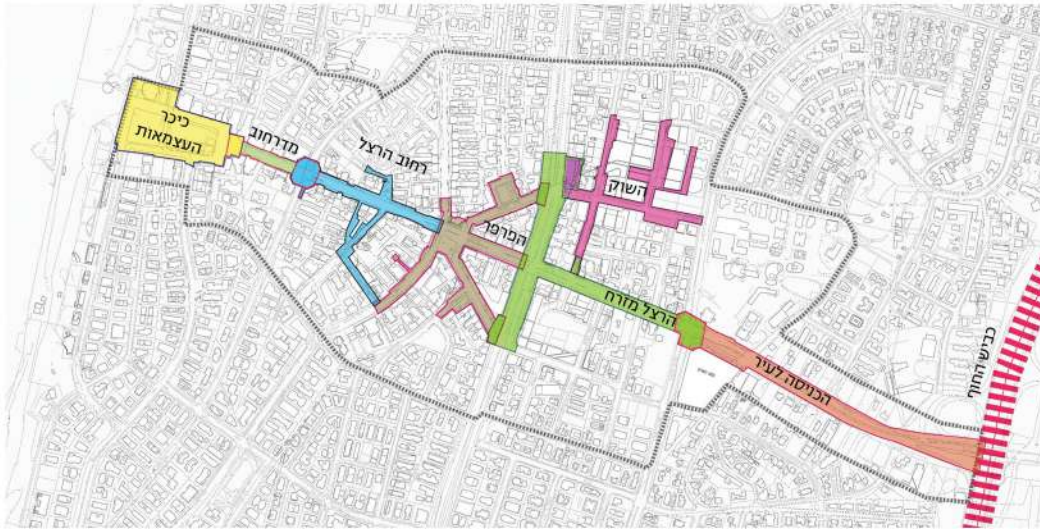 כיכר
העצמאות
מדרחוב
רחוב הרצל
הפרפר
השוק
הרצל מזרח
הכניסה לעיר
כביש החוף